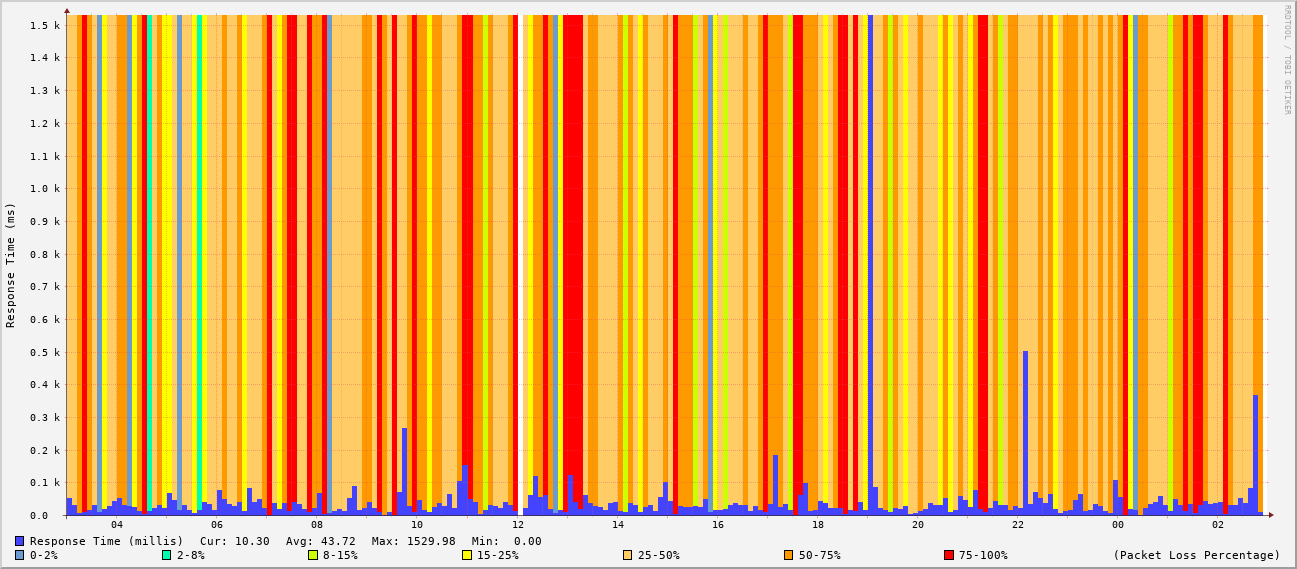 RRDTOOL / TOBI OETIKER
Response Time (ms)
1.5 k
1.4 k
1.3 k
1.2 k
1.1 k
1.0 k
0.9 k
0.8 k
0.7 k
0.6 k
0.5 k
0.4 k
0.3 k
0.2 k
0.1 k
0.0
04 06 08 10 12 14 16 18 20 22 00 02
Response Time (millis) Cur: 10.30 Avg: 43.72 Max: 1529.98 Min: 0.00
0-2% 2-8% 8-15% 15-25% 25-50% 50-75% 75-100% (Packet Loss Percentage)